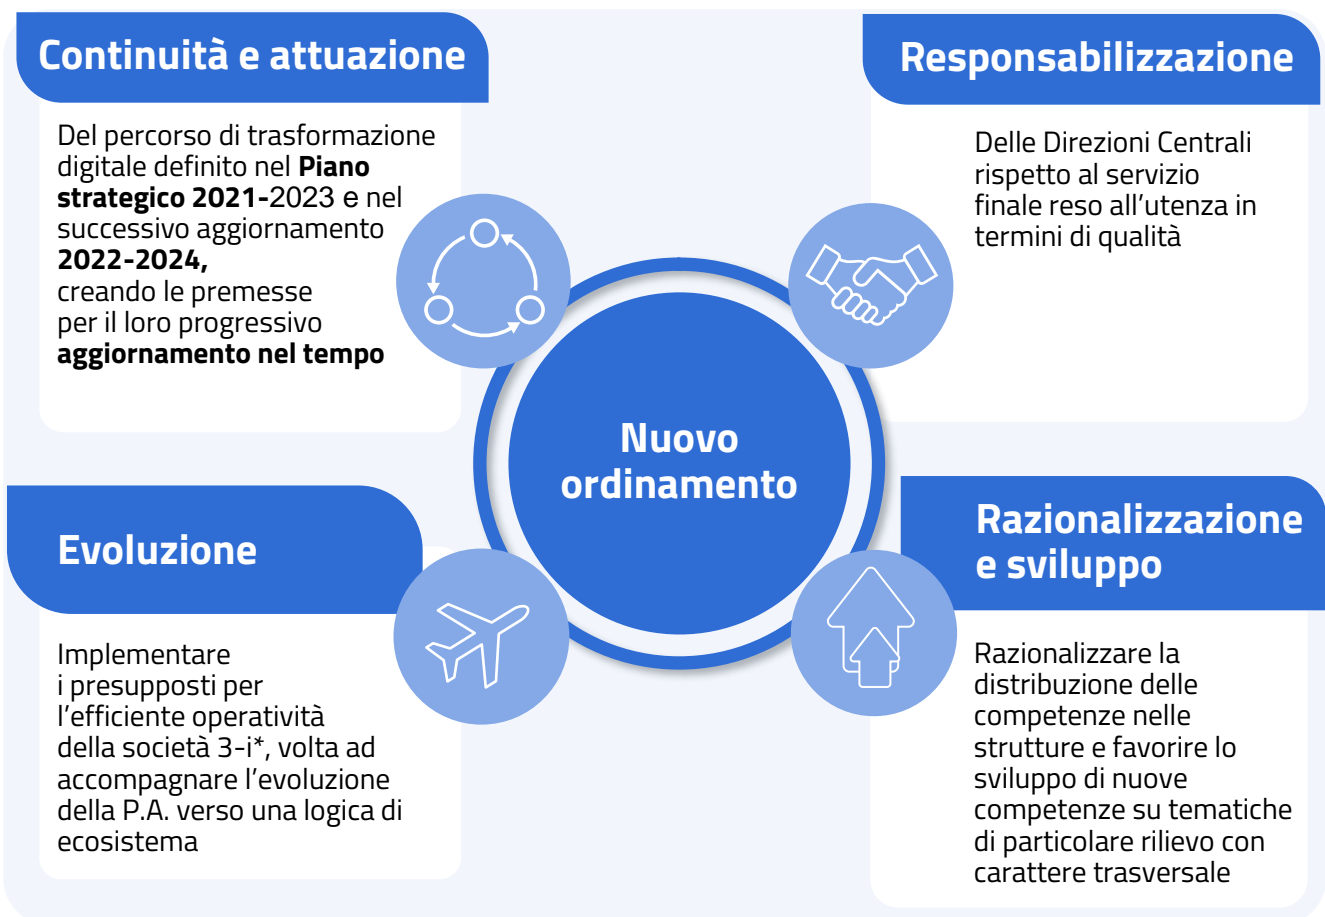 Continuità e attuazione
Del percorso di trasformazione
digitale definito nel Piano
strategico 2021-2023 e nel
successivo aggiornamento
2022-2024,
creando le premesse
per il loro progressivo
aggiornamento nel tempo
Responsabilizzazione
Delle Direzioni Centrali
rispetto al servizio
finale reso all’utenza in
termini di qualità
Nuovo
ordinamento
Evoluzione
Implementare
i presupposti per
l’efficiente operatività
della società 3-i*, volta ad
accompagnare l’evoluzione
della P.A. verso una logica di
ecosistema
Razionalizzazione
e sviluppo
Razionalizzare la
distribuzione delle
competenze nelle
strutture e favorire lo
sviluppo di nuove
competenze su tematiche
di particolare rilievo con
carattere trasversale